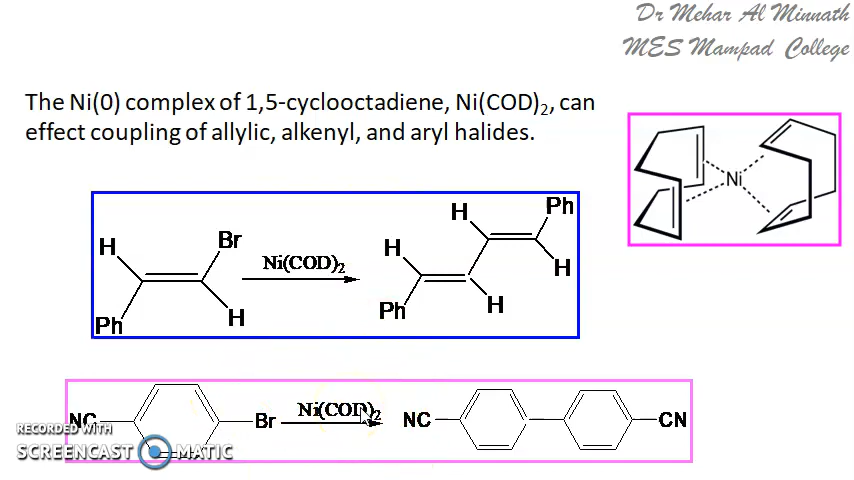 Dr Mehar Al Minnath
MES Mampad College
The Ni(0) complex of 1,5-cyclooctadiene, Ni(COD)₂, can
effect coupling of allylic, alkenyl, and aryl halides.
Ni
H
Br
Ph
H
Ni(COD)₂
H
Ph
H
Ph
H
H
NC
Br
Ni(COD)₂
NC
CN
RECORDED WITH
SCREENCAST MATIC